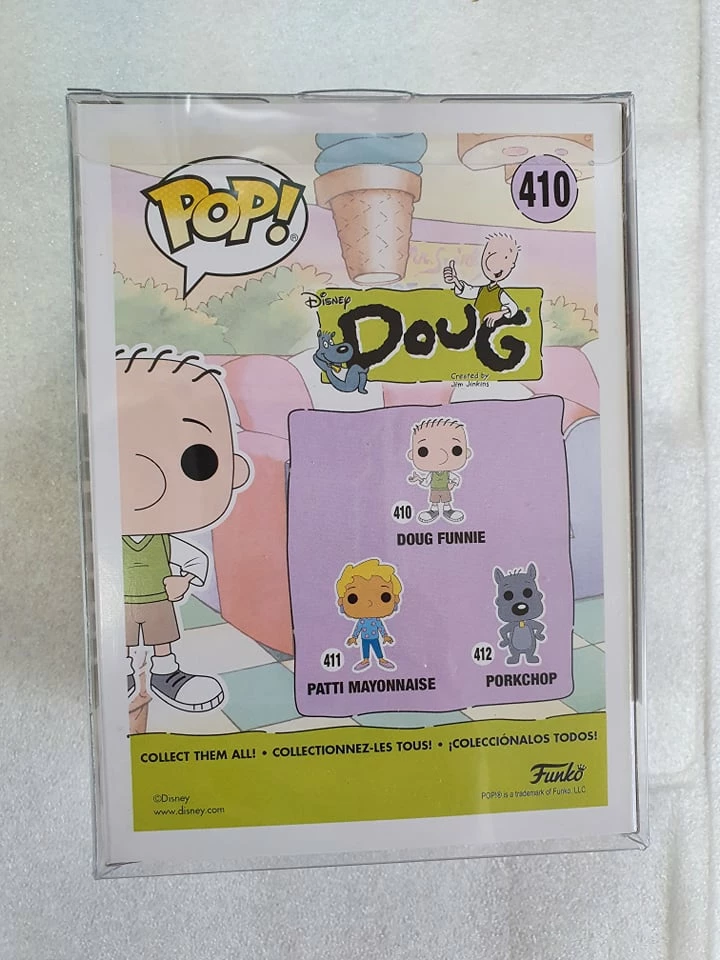 POP!
410
DISNEY
DOUG
Created by
Jim Jinkins
410
DOUG FUNNIE
411
PATTI MAYONNAISE
412
PORKCHOP
COLLECT THEM ALL! • COLLECTIONNEZ-LES TOUS! • ¡COLECCIÓNALOS TODOS!
Funko
POP!® is a trademark of Funko, LLC
©Disney
www.disney.com